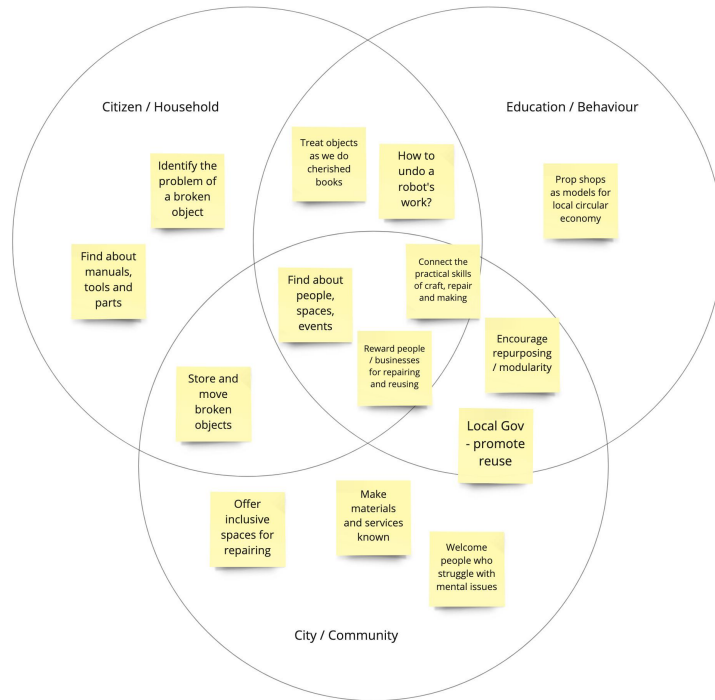 Citizen / Household
Education / Behaviour
Treat objects
as we do
cherished
books
How to
undo a
robot's
work?
Identify the
problem of
a broken
object
Prop shops
as models for
local circular
economy
Find about
manuals,
tools and
parts
Find about
people,
spaces,
events
Connect the
practical skills
of craft, repair
and making
Reward people
/ businesses
for repairing
and reusing
Encourage
repurposing
/ modularity
Store and
move
broken
objects
Local Gov
- promote
reuse
Offer
inclusive
spaces for
repairing
Make
materials
and services
known
Welcome
people who
struggle with
mental issues
City / Community